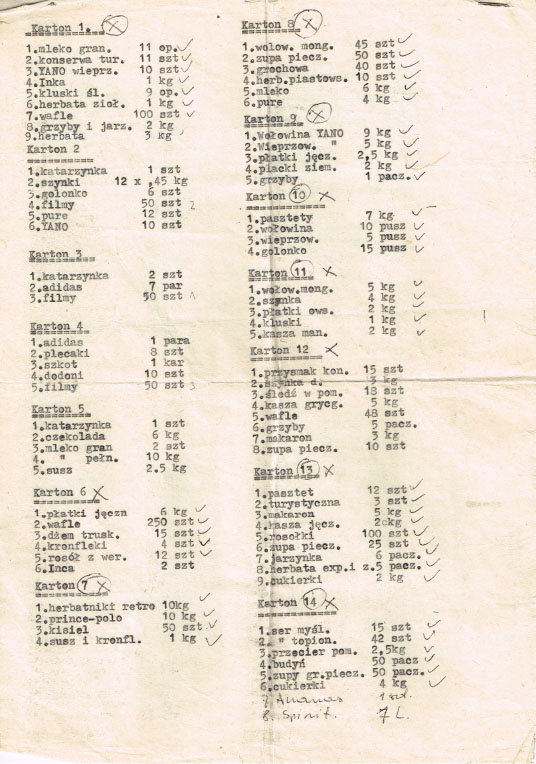 Karton 1.
1.mleko gran. 11 op.
2.konserwa tur. 11 szt
3.YANO wieprz. 10 szt
4.Inka 1 kg
5.kluski śl. 9 op.
6.herbata zioł. 1 kg
7.wafle 100 szt
8.grzyby i jarz. 2 kg
9.herbata 3 kg
Karton 2
1.katarzynka 1 szt
2.szynki 12 x ,45 kg
3.golonko 6 szt
4.filmy 50 szt 2
5.pure 12 szt
6.YANO 10 szt
Karton 3
1.katarzynka 2 szt
2.adidas 7 par
3.filmy 50 szt 1
Karton 4
1.adidas 1 para
2.plecaki 8 szt
3.szkot 1 kar
4.dodoni 10 szt
5.filmy 50 szt 3
Karton 5
1.katarzynka 1 szt
2.czekolada 6 kg
3.mleko gran 2 kg
4. " pełn. 10 kg
5.susz 2.5 kg
Karton 6 X
1.płatki jęczn 6 kg
2.wafle 250 szt
3.dżem trusk. 15 szt
4.kronfleki 4 szt
5.rosół z wer. 12 szt
6.Inca 2 szt
Karton 7 X
1.herbatniki retro 10kg
2.prince-polo 10 kg
3.kisiel 50 szt
4.susz i kronfl. 1 kg
Karton 8 X
1.wołow. mong. 45 szt
2.zupa piecz. 50 szt
3.grochowa 40 szt
4.herb.piastows. 10 szt
5.mleko 6 kg
6.pure 4 kg
Karton 9 X
1.Wołowina YANO 9 kg
2.Wieprzow. " 5 kg
3.płatki jęcz. 2,5 kg
4.placki ziem. 2 kg
5.grzyby 1 pacz.
Karton 10 X
1.pasztety 7 kg
2.wołowina 10 pusz
3.wieprzow. 5 pusz
4.golonko 15 pusz
Karton 11 X
1.wołow.mong. 5 kg
2.szynka 4 kg
3.płatki ows. 2 kg
4.kluski 1 kg
5.kasza man. 2 kg
Karton 12 X
1.przysmak kon. 15 szt
2.szynka d. 3 kg
3.śledź w pom. 18 szt
4.kasza grycg. 5 kg
5.wafle 48 szt
6.grzyby 5 pacz.
7.makaron 3 kg
8.zupa piecz. 10 szt
Karton 13 X
1.pasztet 12 szt
2.turystyczna 3 szt
3.makaron 5 kg
4.kasza jęcz. 2okg
5.rosołki 100 szt
6.zupa piecz. 25 szt
7.jarzynka 6 pacz.
8.herbata exp.i z.5 pacz.
9.cukierki 2 kg
Karton 14 X
1.ser myśl. 15 szt
2. " topion. 42 szt
3.przecier pom. 2,5kg
4.budyń 50 pacz
5.zupy gr.piecz. 50 pacz.
6.cukierki 4 kg
7. Ananas 1 szt.
8. Spiryt. 7 L.